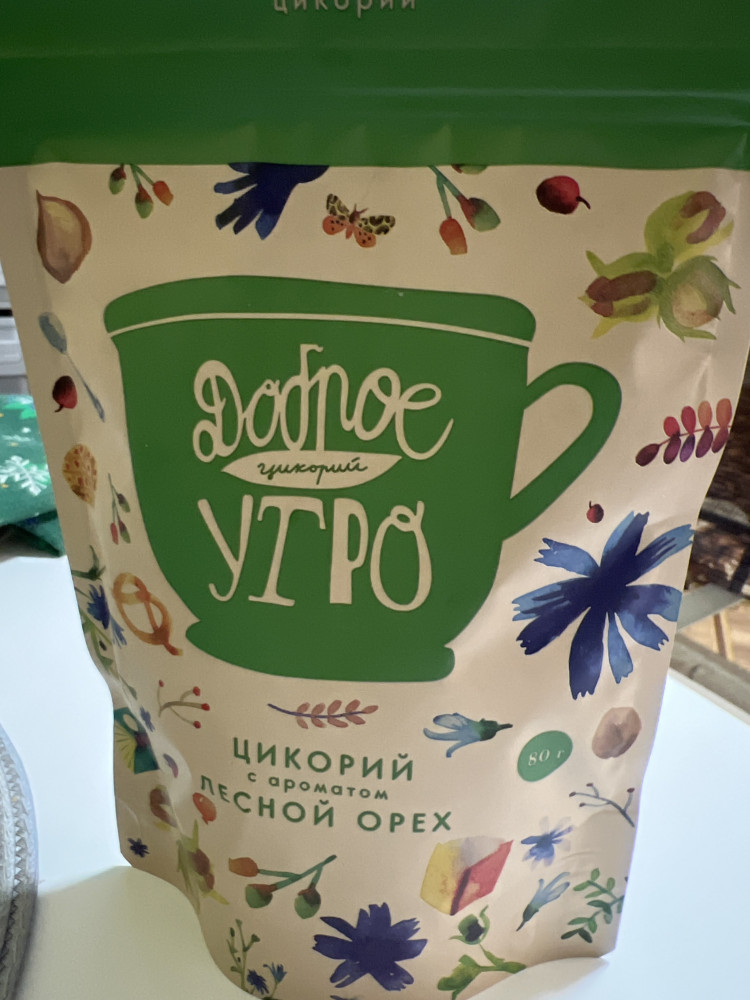 цикорий
Доброе
цикорий
УТРО
ЦИКОРИЙ
с ароматом
ЛЕСНОЙ ОРЕХ
80 г